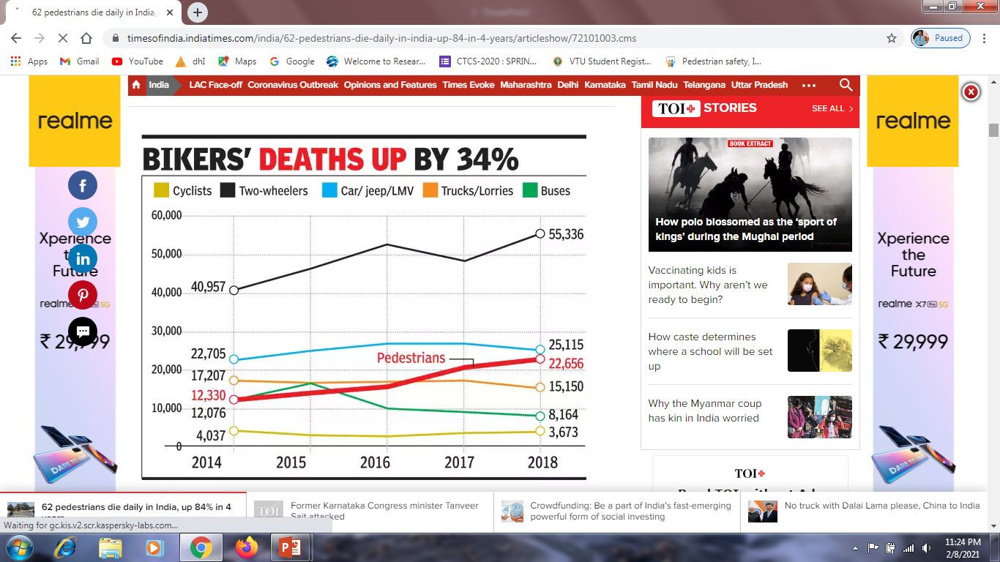 62 pedestrians die daily in India,
timesofindia.indiatimes.com/india/62-pedestrians-die-daily-in-india-up-84-in-4-years/articleshow/72101003.cms
Paused
Apps
Gmail
YouTube
dhI
Maps
Google
Welcome to Resear...
CTCS-2020 : SPRIN...
VTU Student Regist...
Pedestrian safety, I...
India
LAC Face-off
Coronavirus Outbreak
Opinions and Features
Times Evoke
Maharashtra
Delhi
Karnataka
Tamil Nadu
Telangana
Uttar Pradesh
realme
Xperience
Future
realme
5G
BIKERS' DEATHS UP BY 34%
Cyclists
Two-wheelers
Car/ jeep/LMV
Trucks/Lorries
Buses
60,000
50,000
40,000
30,000
20,000
10,000
0
40,957
22,705
17,207
12,330
12,076
4,037
Pedestrians
55,336
25,115
22,656
15,150
8,164
3,673
2014
2015
2016
2017
2018
TOI+ STORIES
SEE ALL
BOOK EXTRACT
How polo blossomed as the ‘sport of
kings’ during the Mughal period
Vaccinating kids is
important. Why aren’t we
ready to begin?
How caste determines
where a school will be set
up
Why the Myanmar coup
has kin in India worried
TOI+
realme
Xperience
the
Future
realme X7 Pro 5G
₹ 29,999
DARE TO
62 pedestrians die daily in India, up 84% in 4
Former Karnataka Congress minister Tanveer
Sait attacked
Crowdfunding: Be a part of India’s fast-emerging
powerful form of social investing
No truck with Dalai Lama please, China to India
Waiting for gc.kis.v2.scr.kaspersky-labs.com...
11:24 PM
2/8/2021